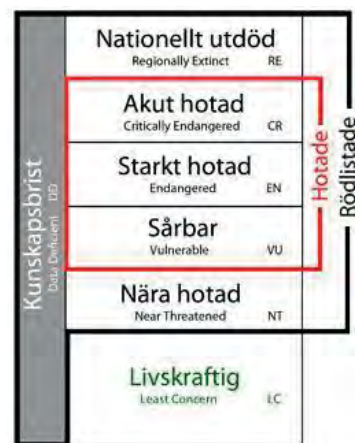 Nationellt utdöd
Regionally Extinct RE
Akut hotad
Critically Endangered CR
Starkt hotad
Endangered EN
Sårbar
Vulnerable VU
Nära hotad
Near Threatened NT
Livskraftig
Least Concern LC
Kunskapsbrist
Data Deficient DD
Hotade
Rödlistade